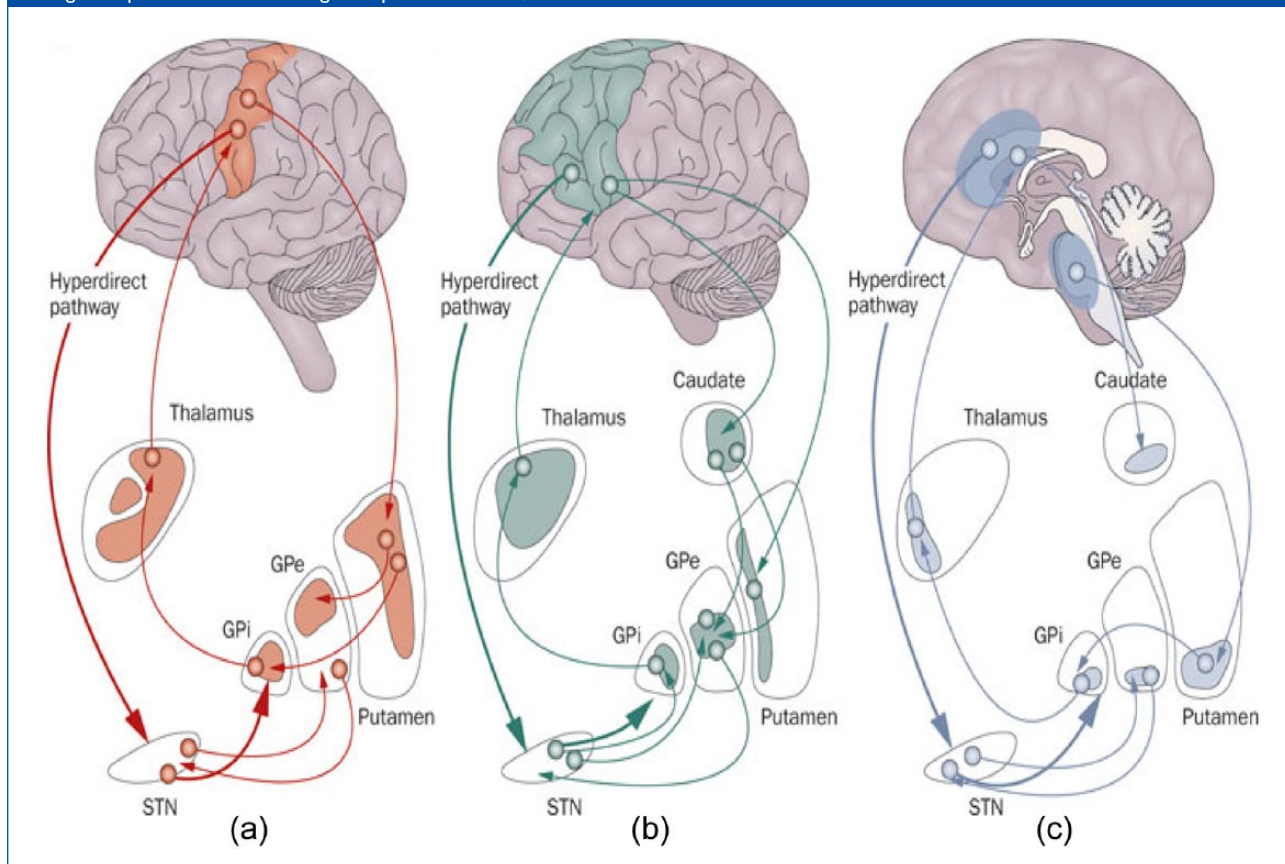 Hyperdirect
pathway
Thalamus
GPe
GPi
Putamen
STN
(a)
Hyperdirect
pathway
Caudate
Thalamus
GPe
GPi
Putamen
STN
(b)
Hyperdirect
pathway
Caudate
Thalamus
GPe
GPi
Putamen
STN
(c)